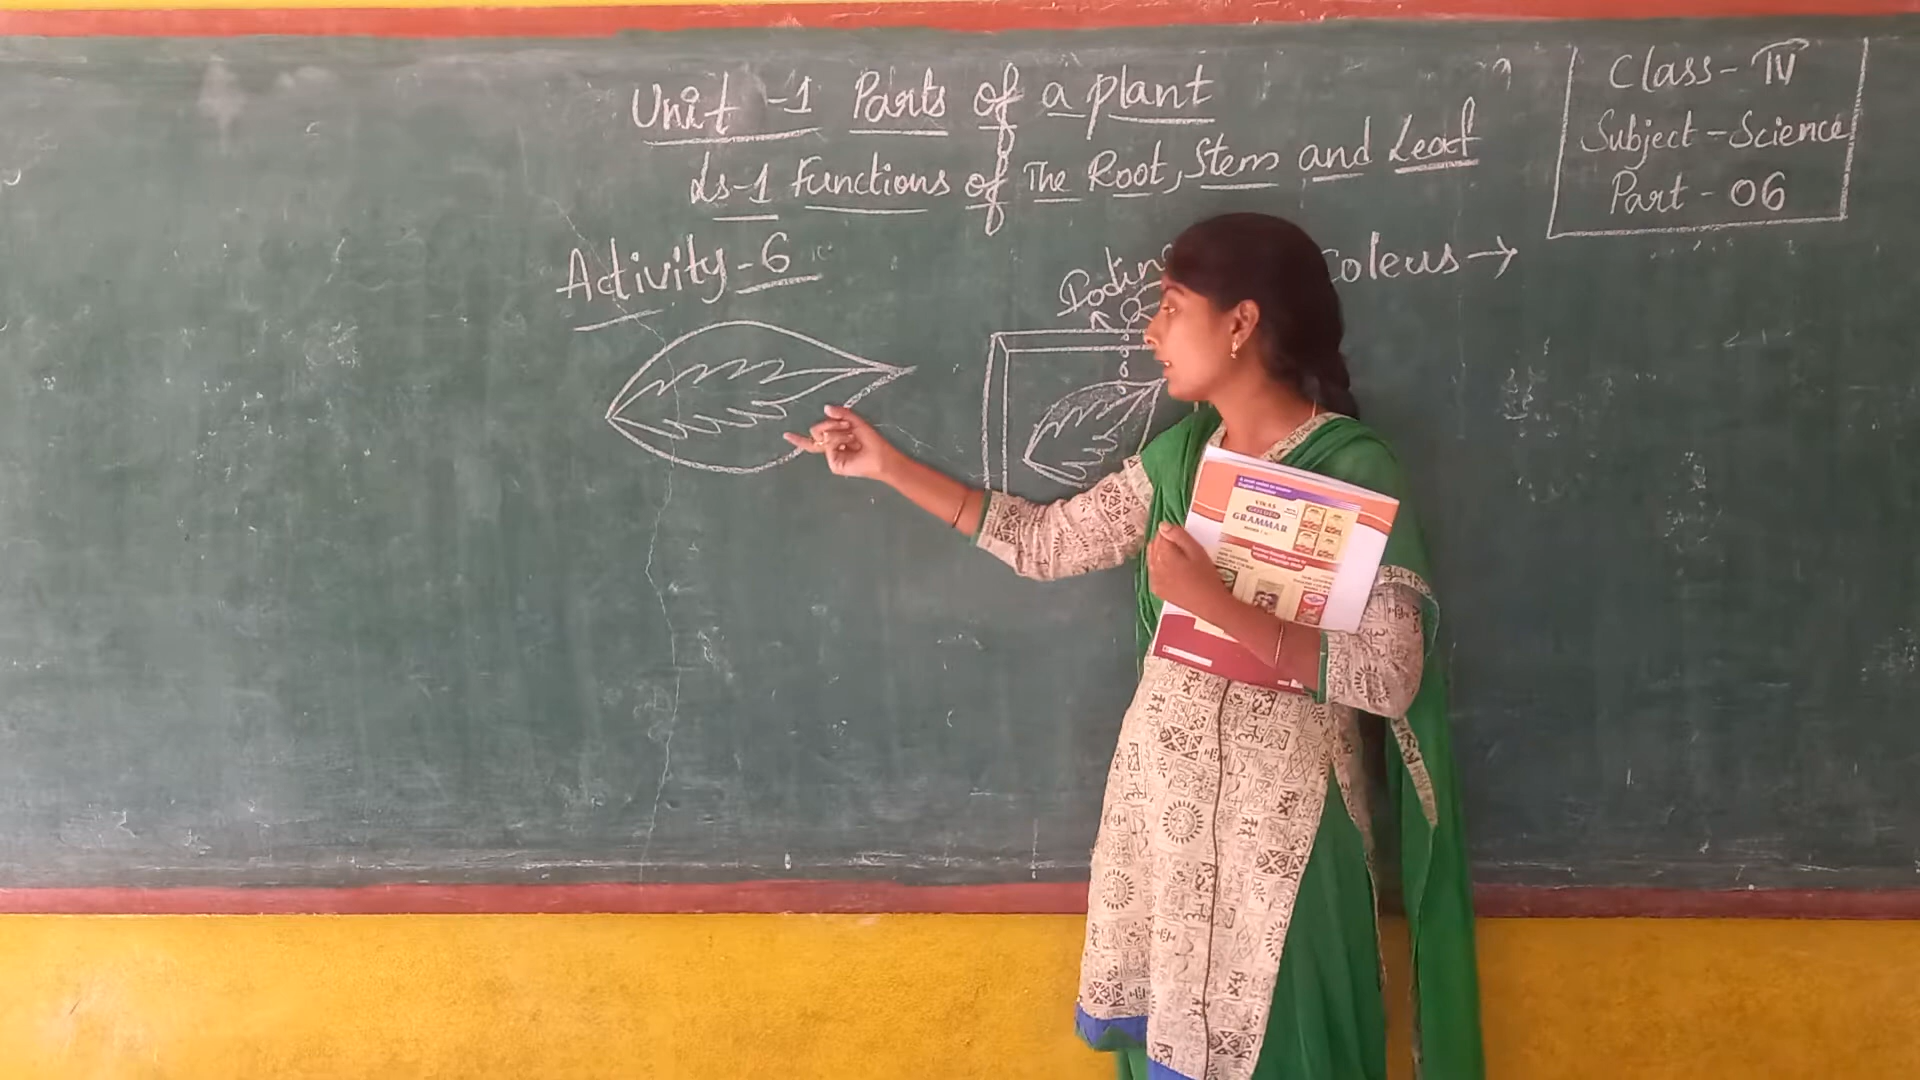 Unit-1 Parts of a plant
Ls-1 Functions of The Root, Stem and Leaf
Class-IV
Subject-Science
Part-06
Activity-6
GRAMMAR